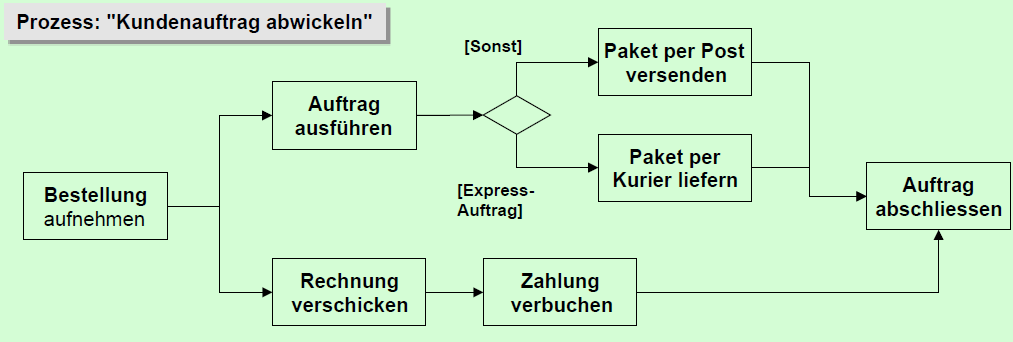 Prozess: "Kundenauftrag abwickeln"
[Sonst]
Paket per Post
versenden
Auftrag
ausführen
Paket per
Kurier liefern
[Express-
Auftrag]
Bestellung
aufnehmen
Auftrag
abschliessen
Rechnung
verschicken
Zahlung
verbuchen